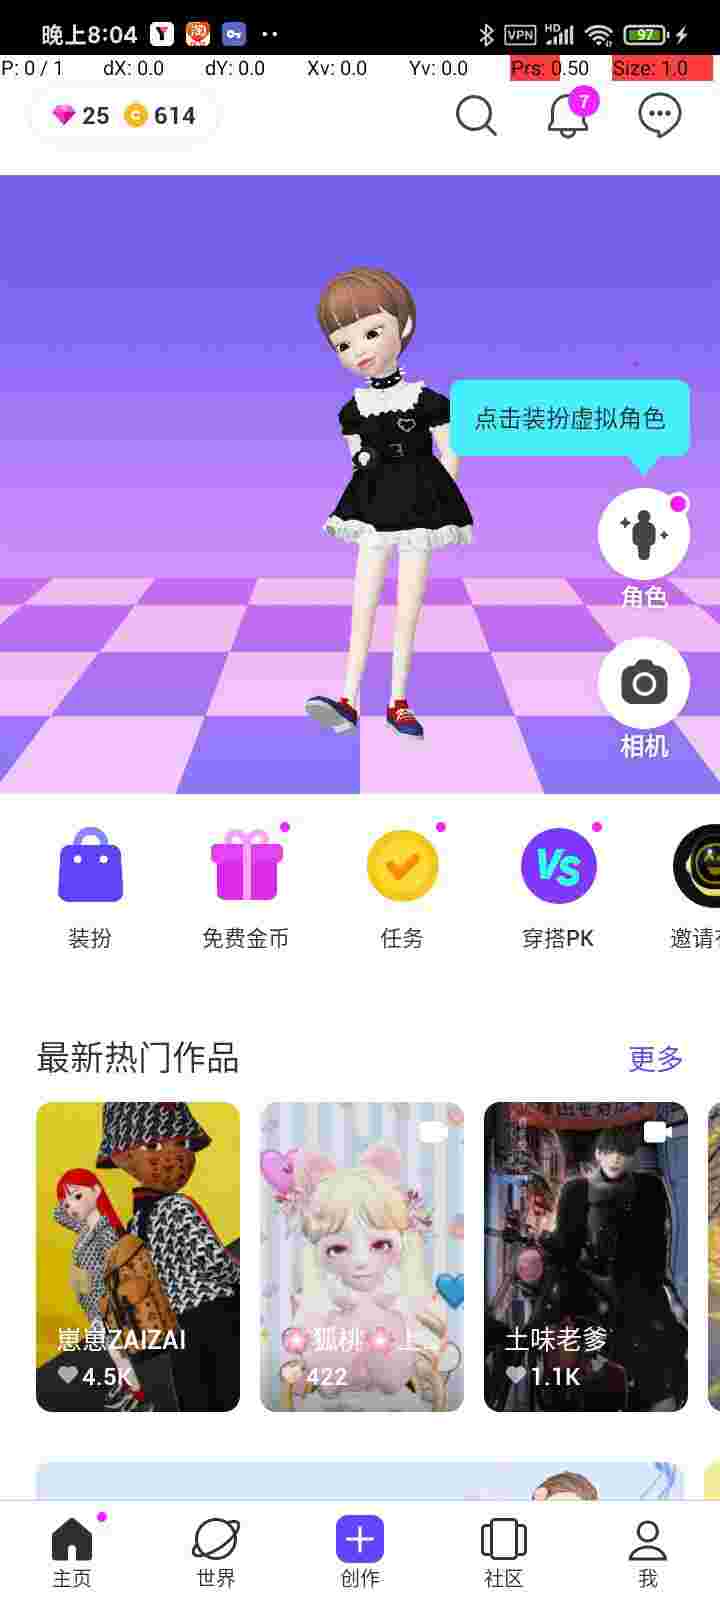 晚上8:04
VPN
HD
97
P: 0 / 1 dX: 0.0 dY: 0.0 Xv: 0.0 Yv: 0.0 Prs: 0.50 Size: 1.0
25 614
7
点击装扮虚拟角色
角色
相机
VS
装扮 免费金币 任务 穿搭PK 邀请
最新热门作品 更多
崽崽ZAIZAI
4.5K
狐桃
422
土味老爹
1.1K
主页 世界 创作 社区 我